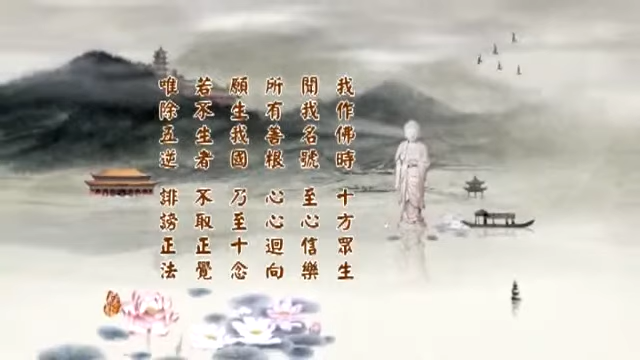 我作佛時 十方眾生
聞我名號 至心信樂
所有善根 心心迴向
願生我國 乃至十念
若不生者 不取正覺
唯除五逆 誹謗正法